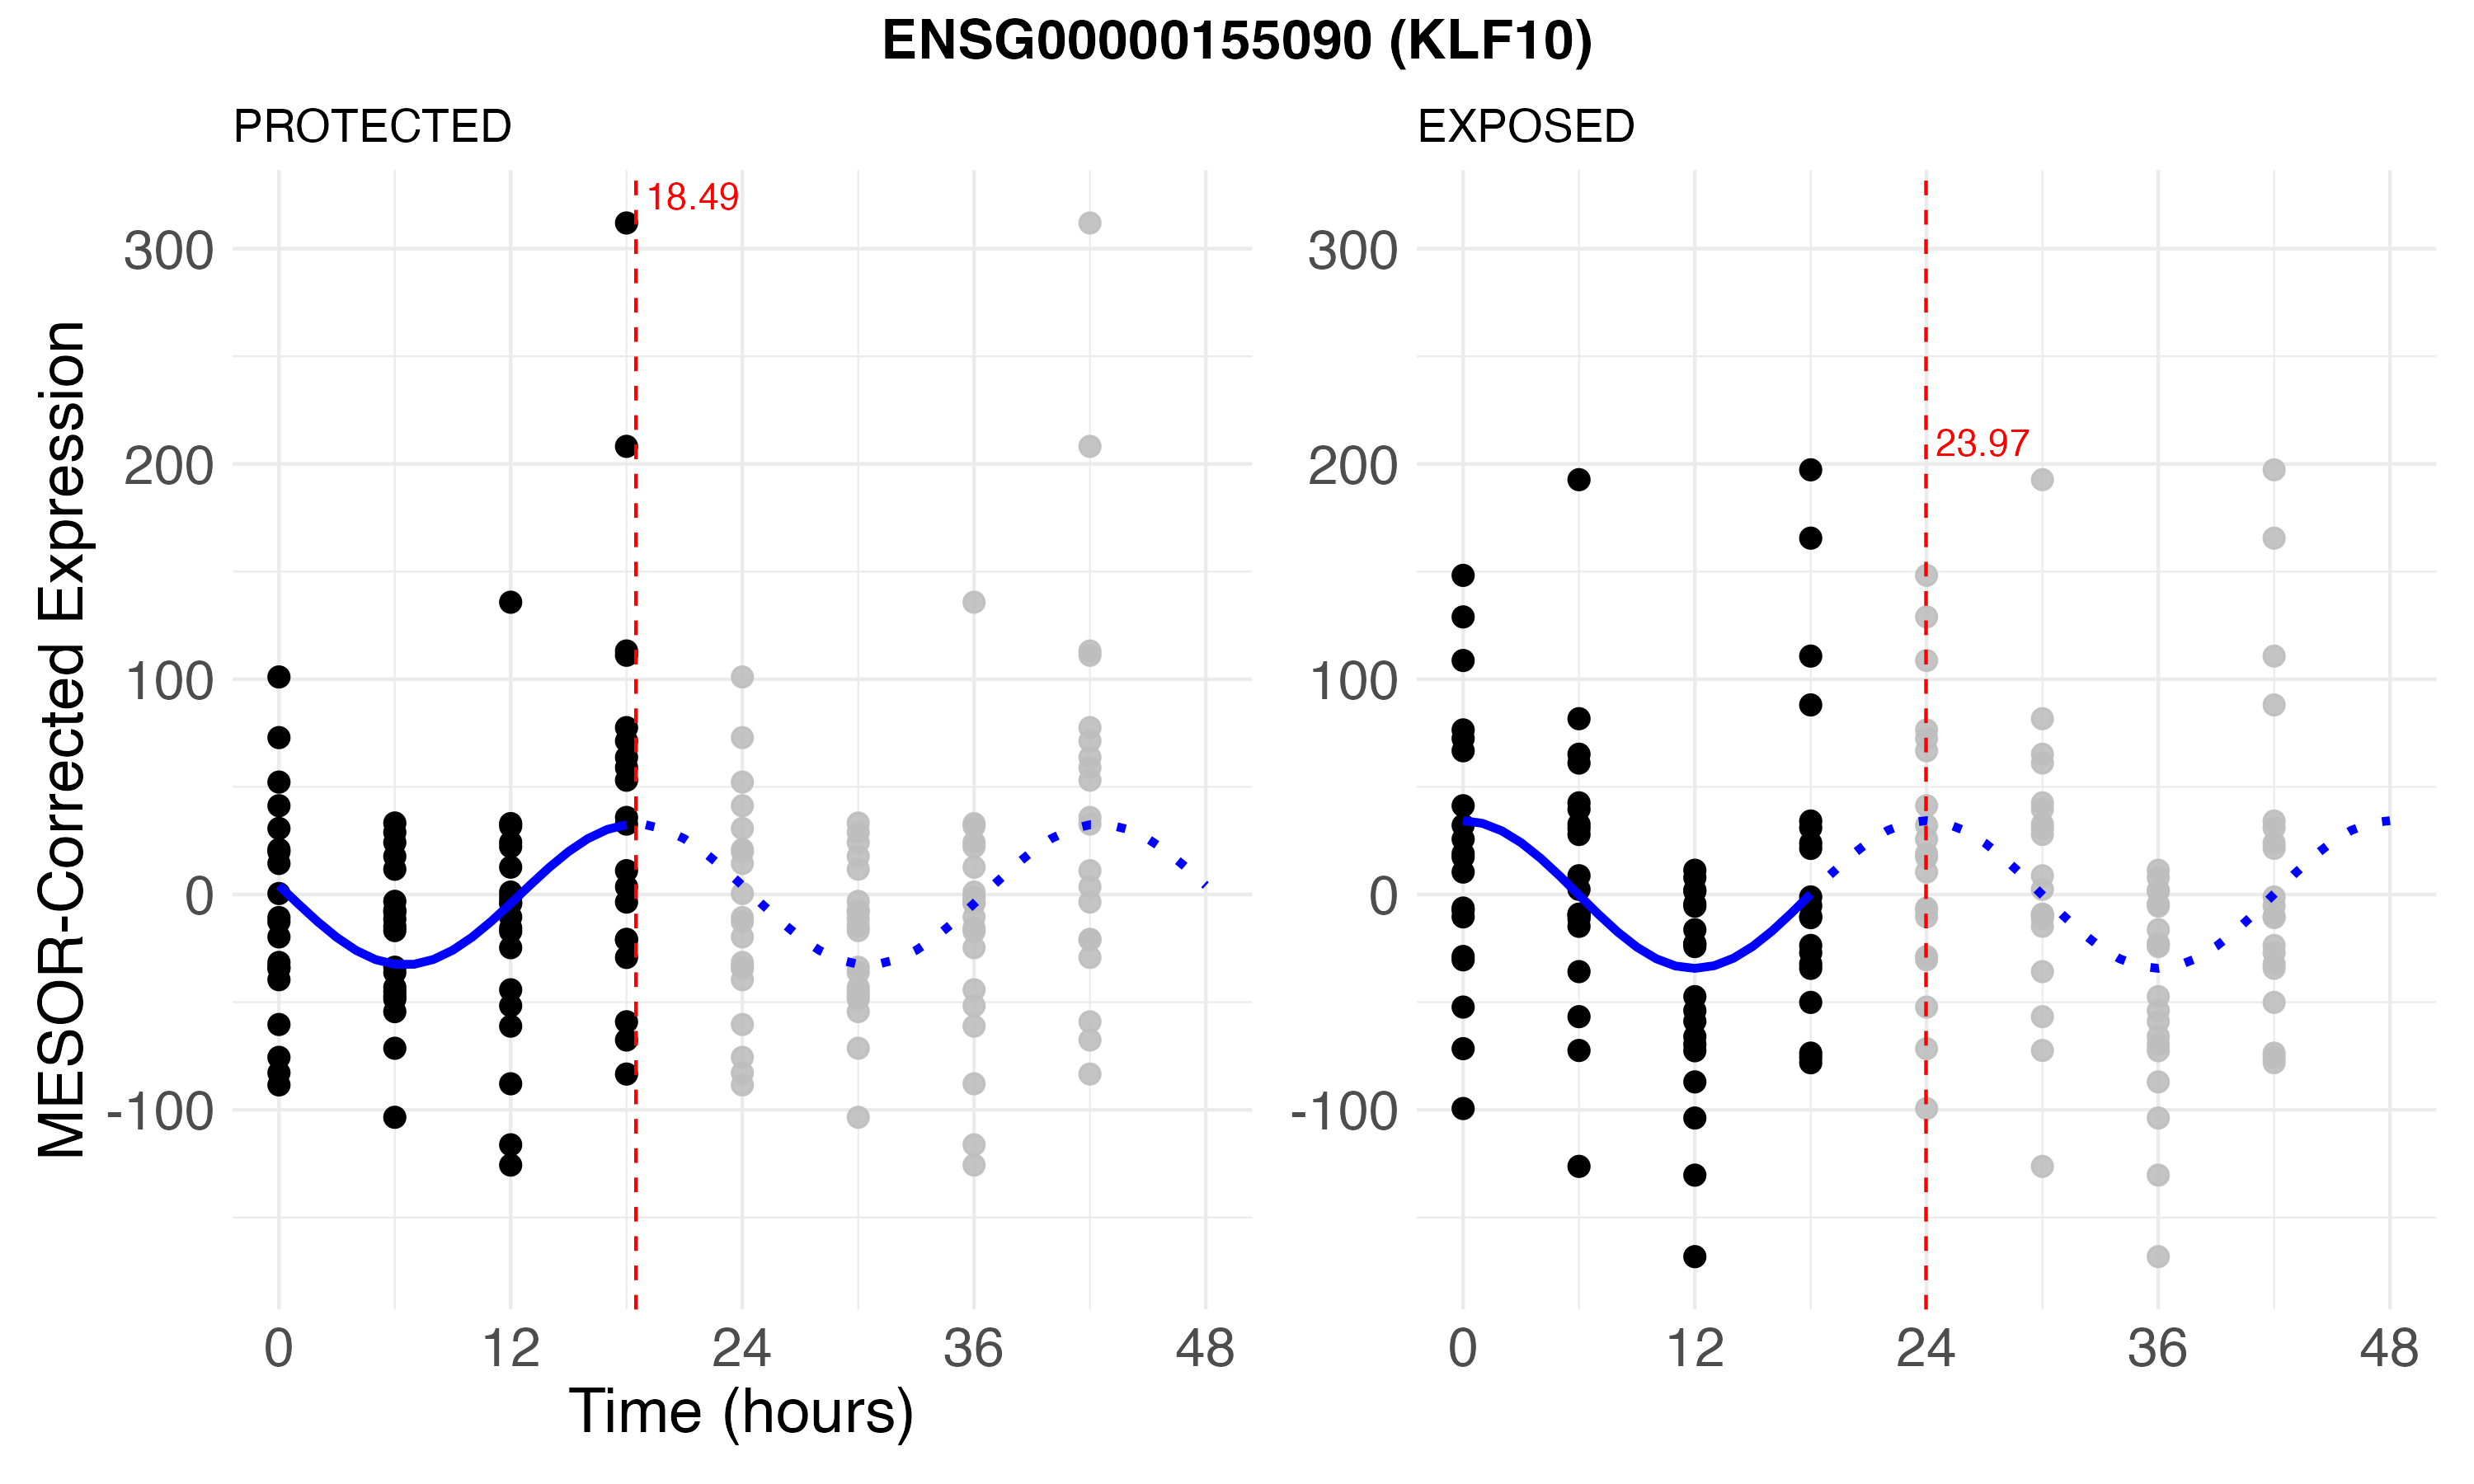 ENSG00000155090 (KLF10)
PROTECTED
EXPOSED
MESOR-Corrected Expression
300
200
100
0
-100
18.49
0 12 24 36 48
Time (hours)
300
200
100
0
-100
23.97
0 12 24 36 48